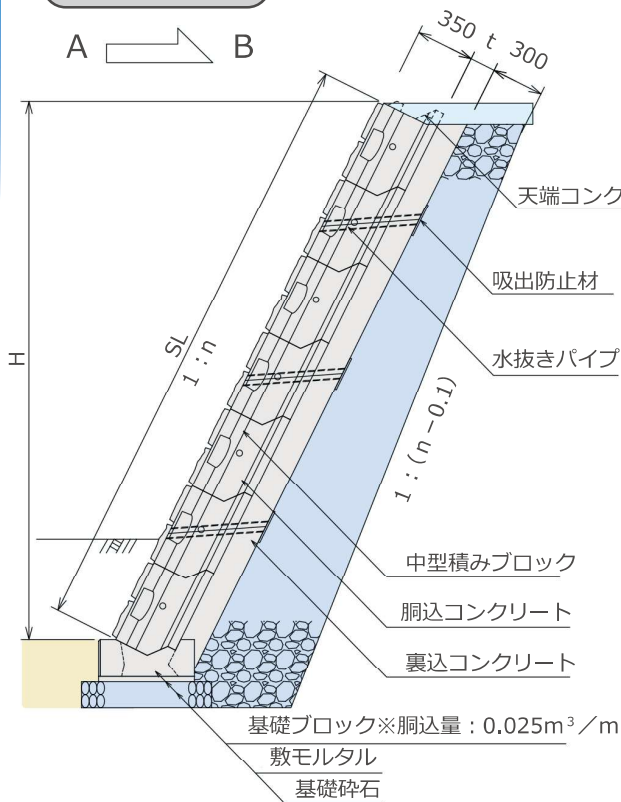 A B
350 t 300
天端コンク
吸出防止材
水抜きパイプ
SL
1：n
H
1：(n－0.1)
中型積みブロック
胴込コンクリート
裏込コンクリート
基礎ブロック※胴込量：0.025m³／m
敷モルタル
基礎砕石